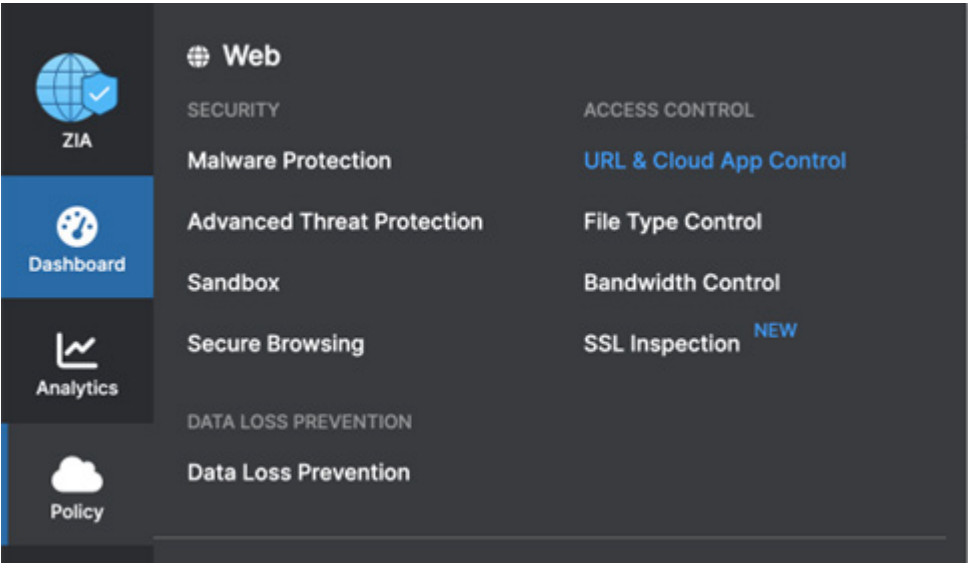 ZIA
Dashboard
Analytics
Policy
Web
SECURITY
Malware Protection
Advanced Threat Protection
Sandbox
Secure Browsing
DATA LOSS PREVENTION
Data Loss Prevention
ACCESS CONTROL
URL & Cloud App Control
File Type Control
Bandwidth Control
SSL Inspection NEW